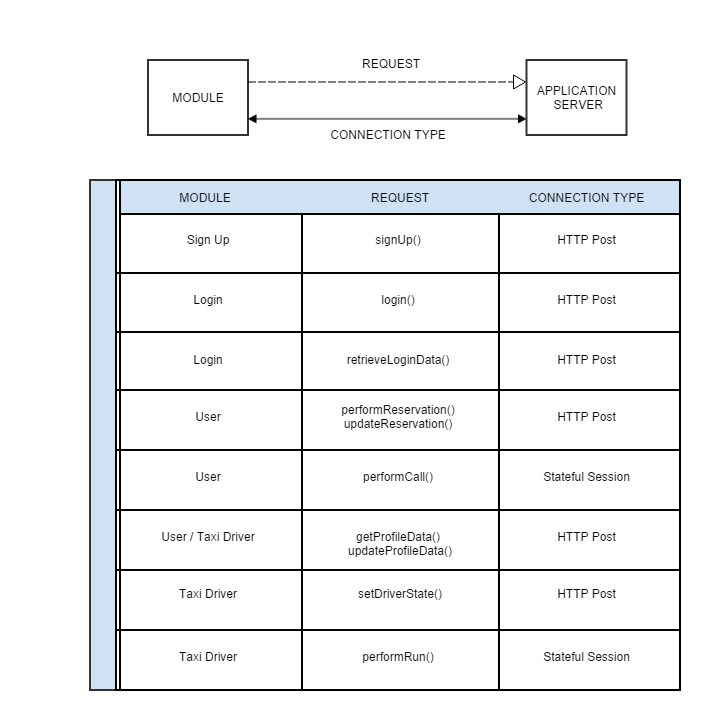 REQUEST
MODULE
APPLICATION
SERVER
CONNECTION TYPE
MODULE REQUEST CONNECTION TYPE
Sign Up signUp() HTTP Post
Login login() HTTP Post
Login retrieveLoginData() HTTP Post
User performReservation() updateReservation() HTTP Post
User performCall() Stateful Session
User / Taxi Driver getProfileData() updateProfileData() HTTP Post
Taxi Driver setDriverState() HTTP Post
Taxi Driver performRun() Stateful Session